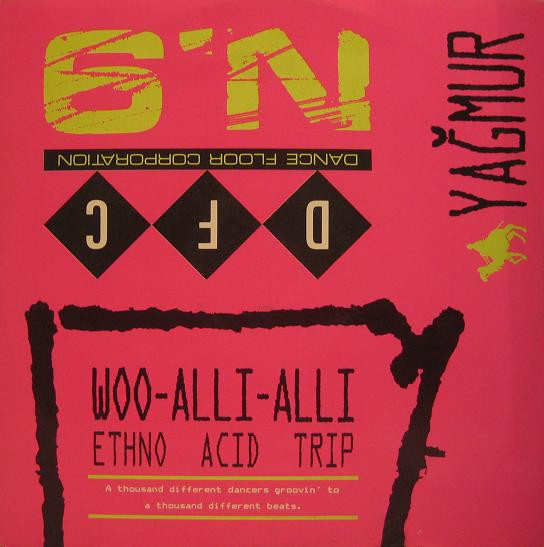 N.6
DANCE FLOOR CORPORATION
D F C
YAĞMUR
WOO-ALLI-ALLI
ETHNO ACID TRIP
A thousand different dancers groovin' to
a thousand different beats.